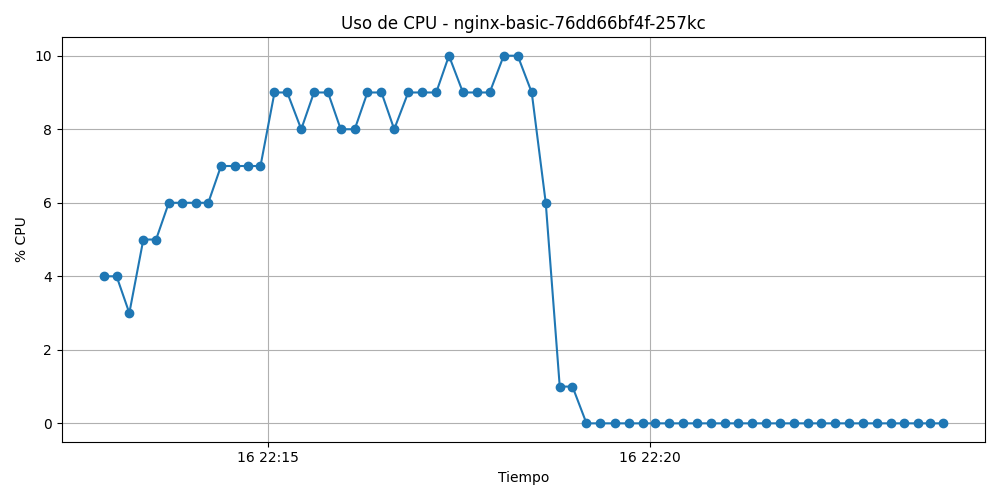 Uso de CPU - nginx-basic-76dd66bf4f-257kc
% CPU
10
8
6
4
2
0
16 22:15
16 22:20
Tiempo